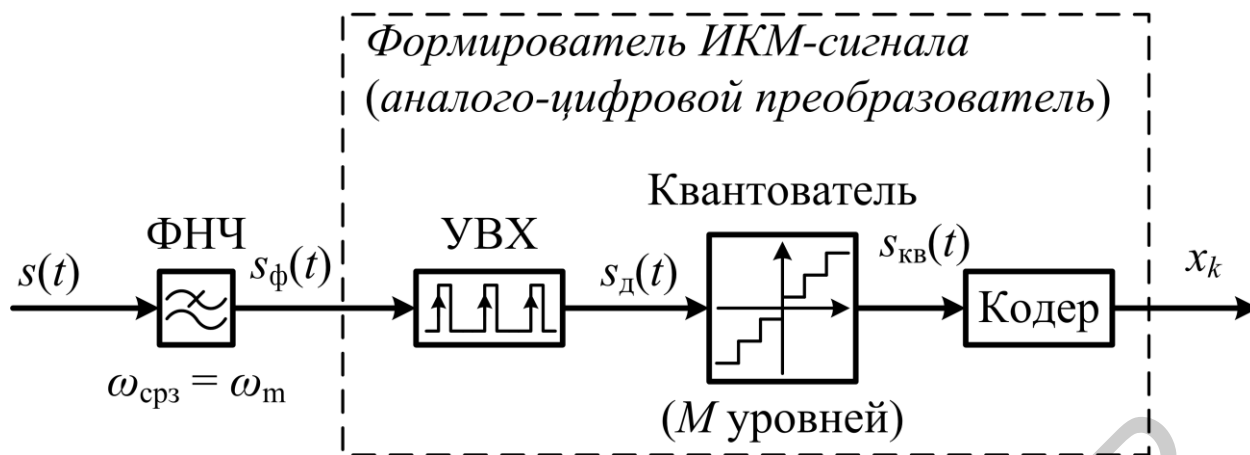 Формирователь ИКМ-сигнала
(аналого-цифровой преобразователь)
Квантователь
ФНЧ
УВХ
s(t)
sф(t)
sд(t)
sкв(t)
xk
Кодер
ωсрз = ωm
(M уровней)